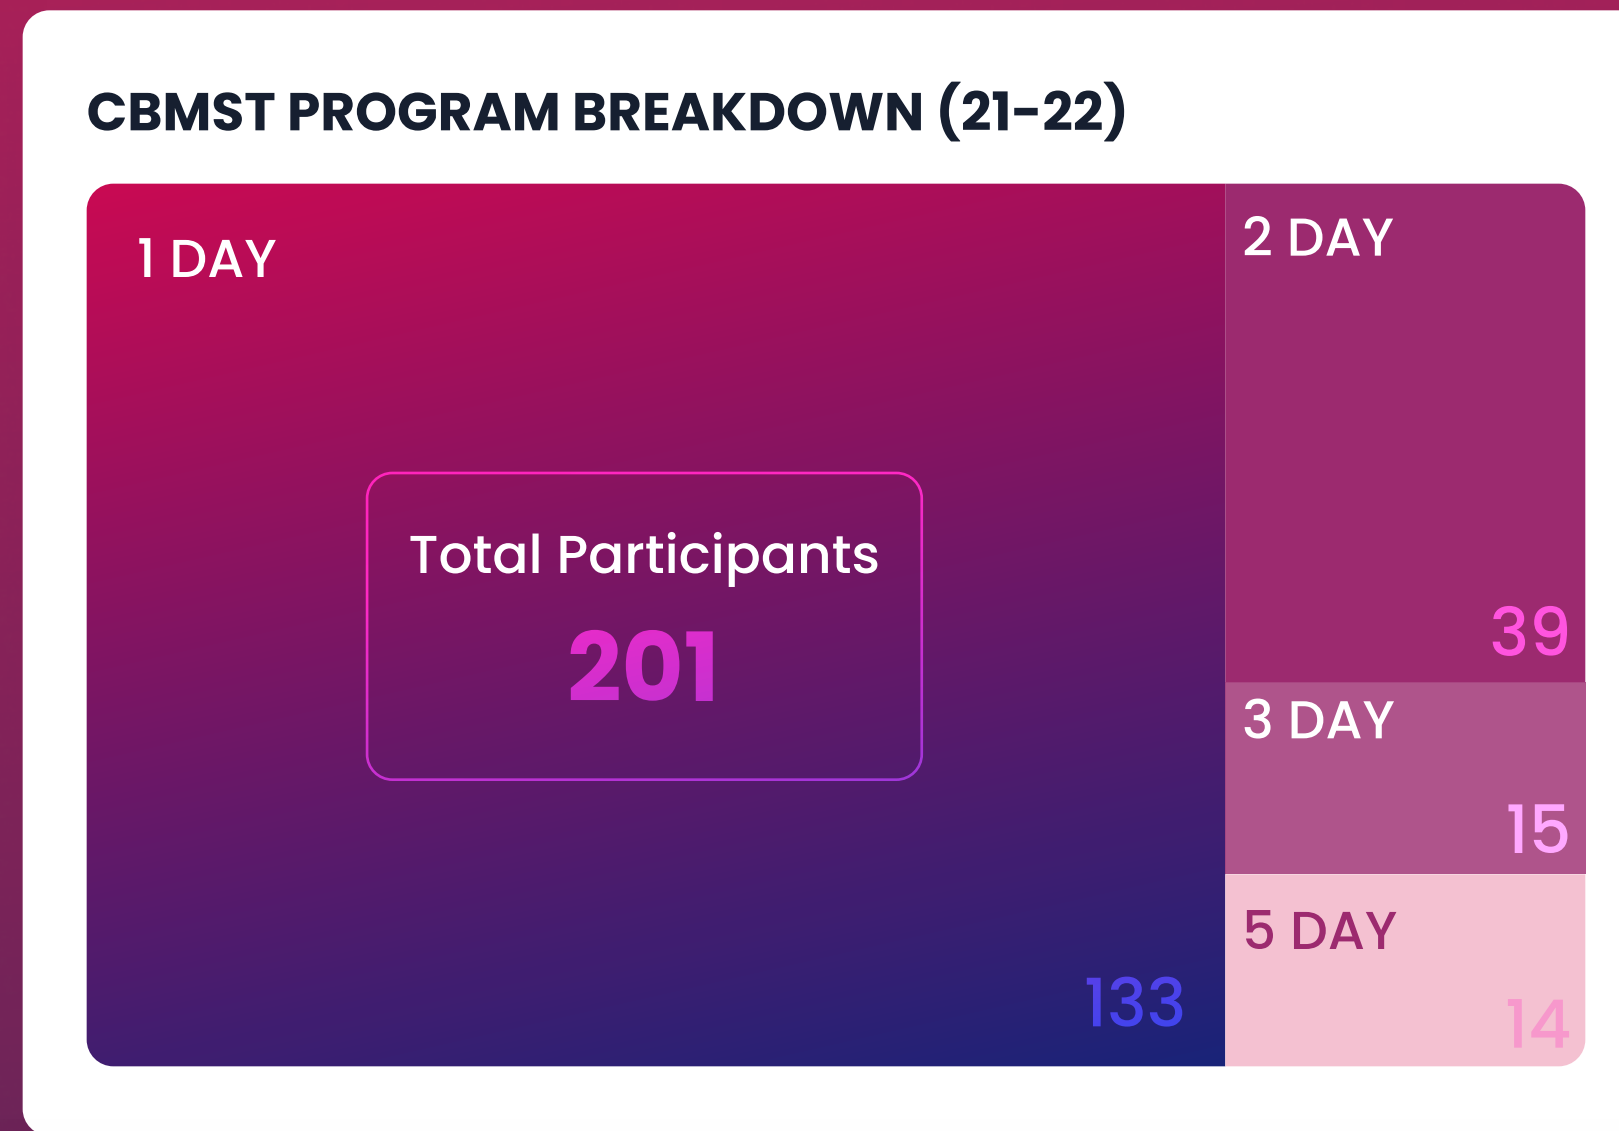 CBMST PROGRAM BREAKDOWN (21-22)
1 DAY
Total Participants
201
133
2 DAY
39
3 DAY
15
5 DAY
14